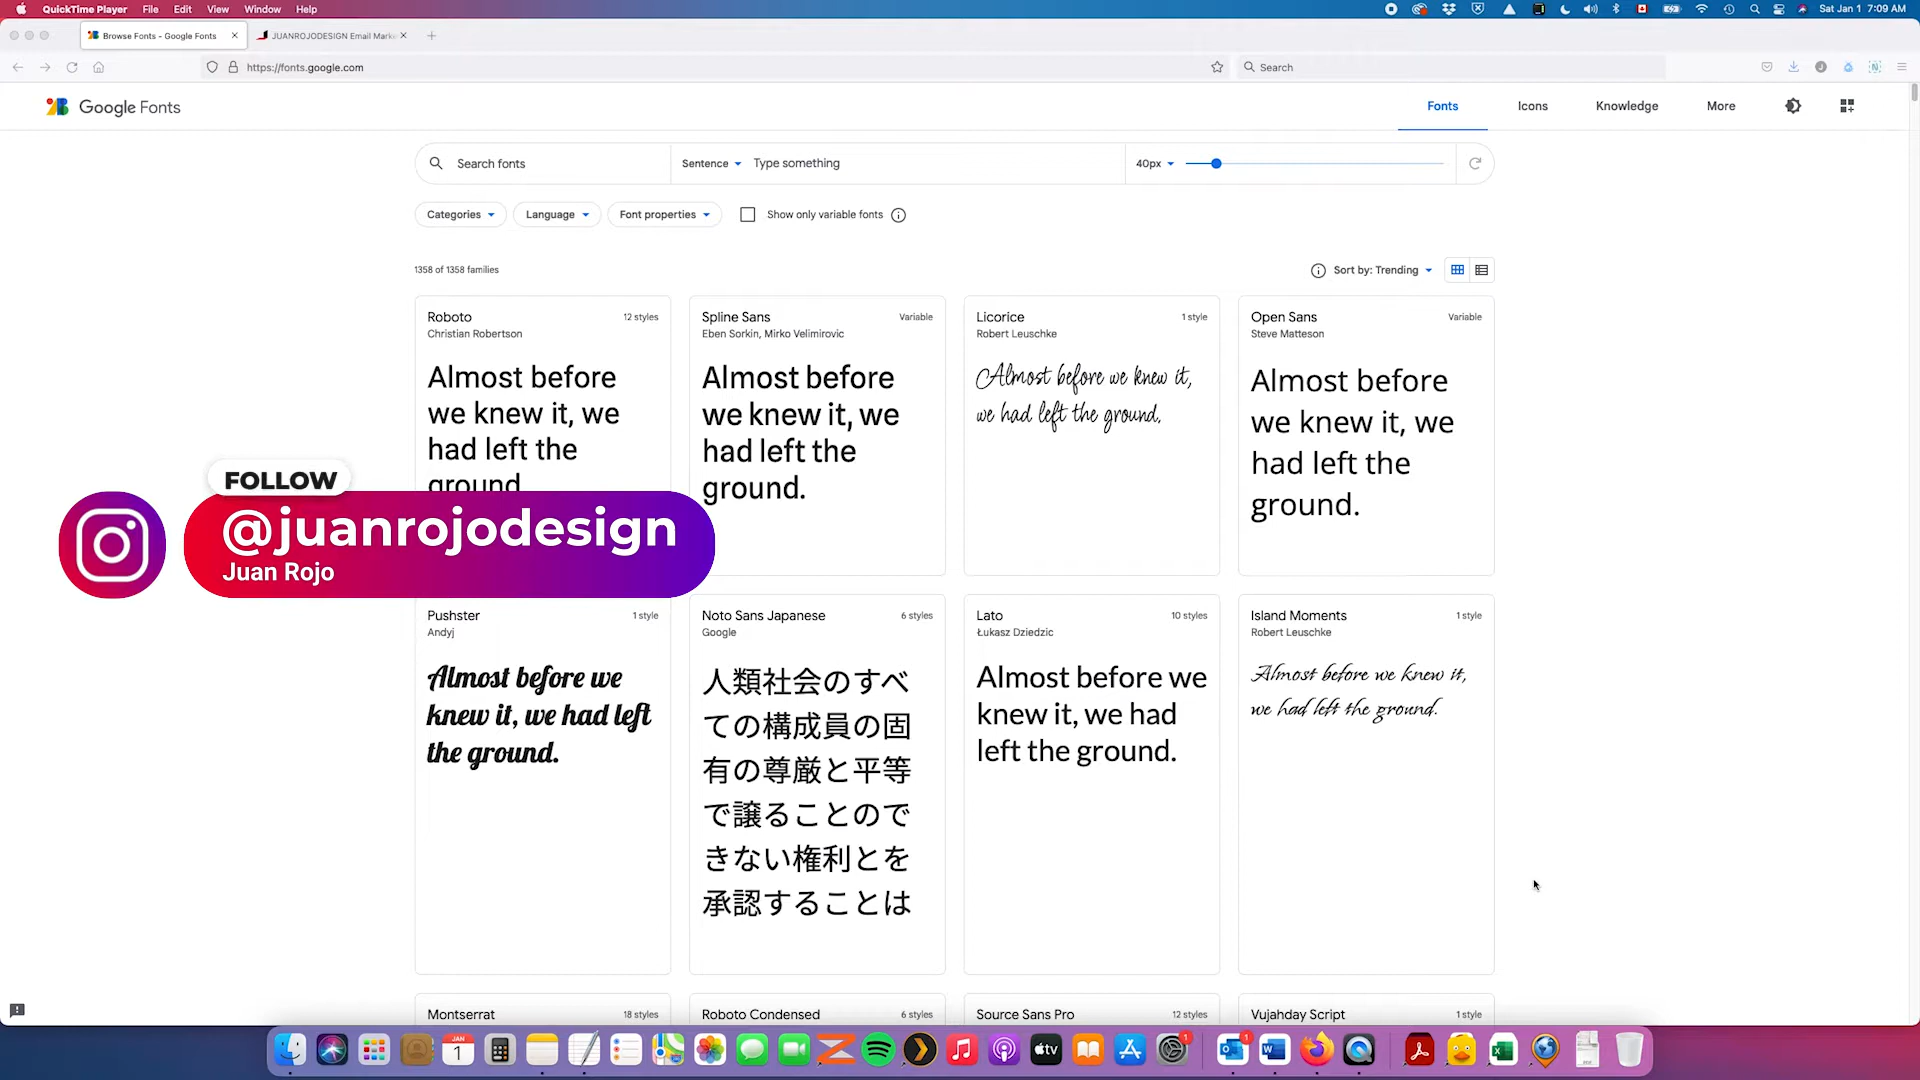 QuickTime Player File Edit View Window Help Sat Jan 1 7:09 AM
Browse Fonts - Google Fonts JUANROJODESIGN Email Mark
https://fonts.google.com Search
Google Fonts Fonts Icons Knowledge More
Search fonts Sentence Type something 40px
Categories Language Font properties Show only variable fonts
1358 of 1358 families Sort by: Trending
Roboto 12 styles
Christian Robertson
Almost before
we knew it, we
had left the
ground.
Spline Sans Variable
Eben Sorkin, Mirko Velimirovic
Almost before
we knew it, we
had left the
ground.
Licorice 1 style
Robert Leuschke
Almost before we knew it,
we had left the ground.
Open Sans Variable
Steve Matteson
Almost before
we knew it, we
had left the
ground.
FOLLOW
@juanrojodesign
Juan Rojo
Pushster 1 style
Andyj
Almost before we
knew it, we had left
the ground.
Noto Sans Japanese 6 styles
Google
人類社会のすべ
ての構成員の固
有の尊厳と平等
で譲ることので
きない権利とを
承認することは
Lato 10 styles
Łukasz Dziedzic
Almost before we
knew it, we had
left the ground.
Island Moments 1 style
Robert Leuschke
Almost before we knew it,
we had left the ground.
Montserrat 18 styles
Roboto Condensed 6 styles
Source Sans Pro 12 styles
Vujahday Script 1 style
JAN
1
tv
1
1